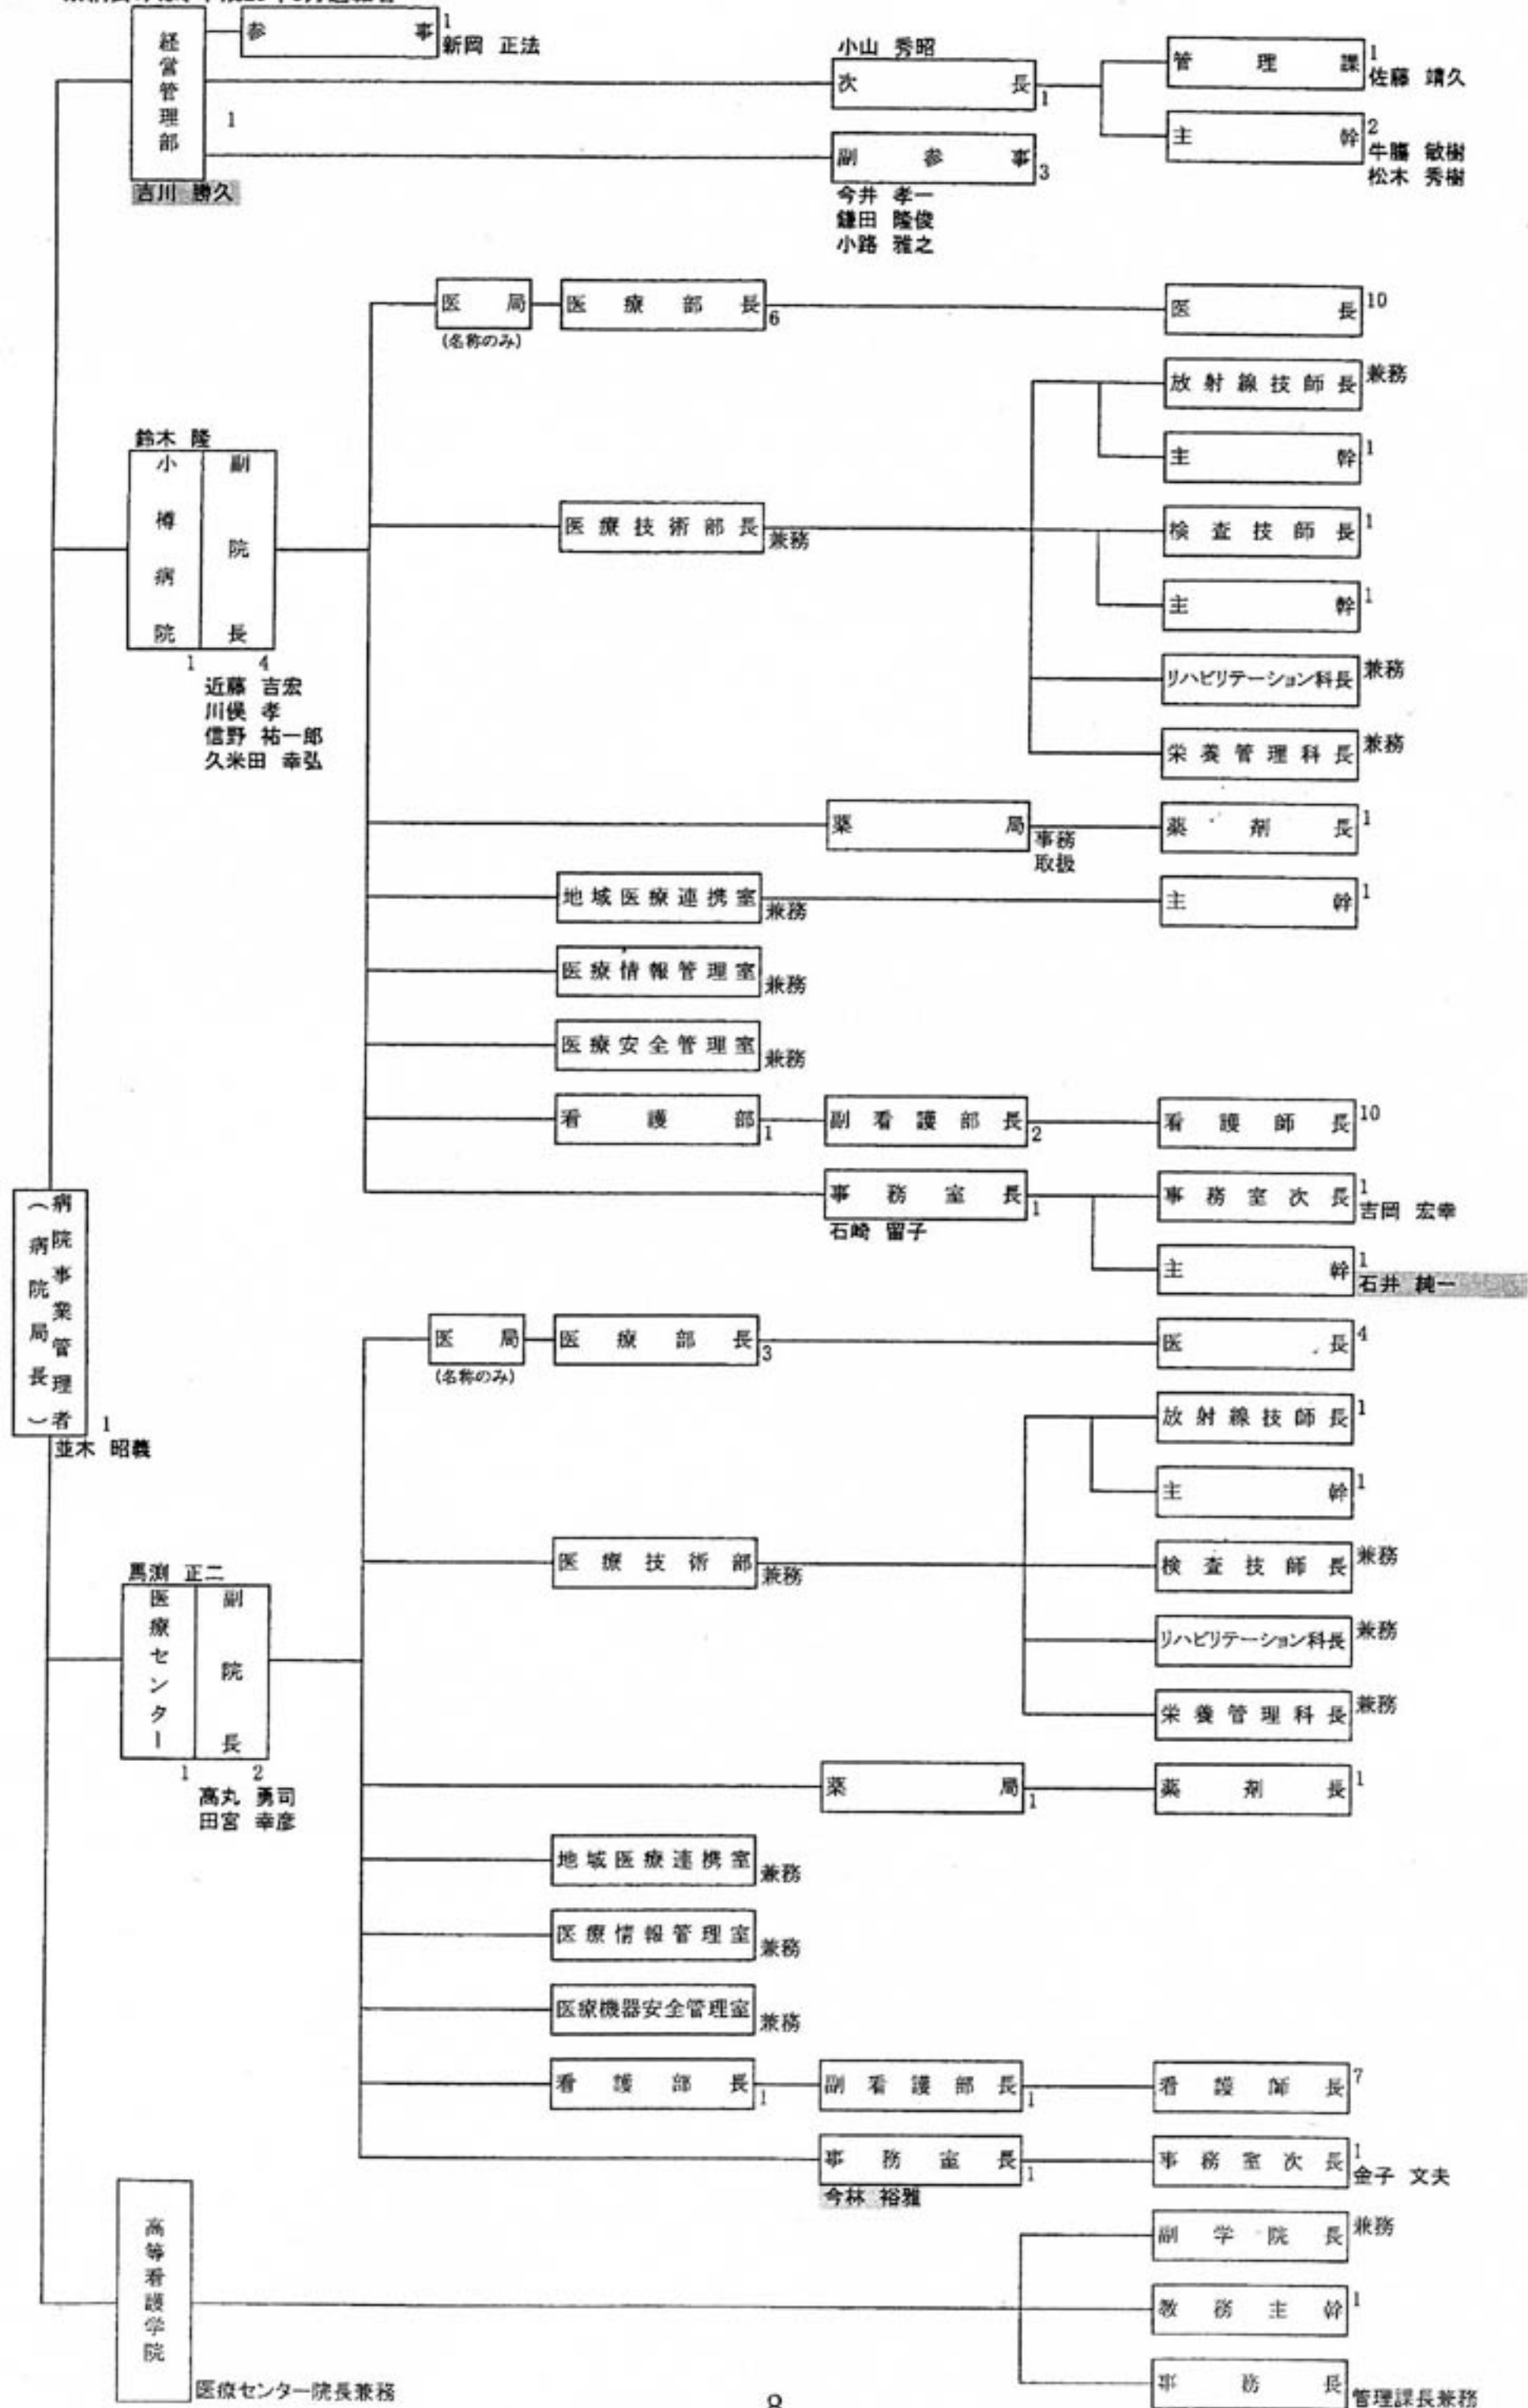 経営管理部
1
吉川 勝久
参事 1
新岡 正法
小山 秀昭
次長 1
管理課 1
佐藤 靖久
主幹 2
牛膓 敏樹
松木 秀樹
副参事 3
今井 孝一
鎌田 隆俊
小路 雅之
病院事業管理者
（病院局長）
1
並木 昭義
鈴木 隆
小樽病院 1
副院長 4
近藤 吉宏
川俣 孝
信野 祐一郎
久米田 幸弘
医局
(名称のみ)
医療部長 6
医長 10
医療技術部長 兼務
放射線技師長 兼務
主幹 1
検査技師長 1
主幹 1
リハビリテーション科長 兼務
栄養管理科長 兼務
薬局 事務
取扱
薬剤長 1
地域医療連携室 兼務
主幹 1
医療情報管理室 兼務
医療安全管理室 兼務
看護部 1
副看護部長 2
看護師長 10
事務室長 1
石崎 留子
事務室次長 1
吉岡 宏幸
主幹 1
石井 純一
馬渕 正二
医療センター 1
副院長 2
高丸 勇司
田宮 幸彦
医局
(名称のみ)
医療部長 3
医長 4
医療技術部 兼務
放射線技師長 1
主幹 1
検査技師長 兼務
リハビリテーション科長 兼務
栄養管理科長 兼務
薬局 1
薬剤長 1
地域医療連携室 兼務
医療情報管理室 兼務
医療機器安全管理室 兼務
看護部長 1
副看護部長 1
看護師長 7
事務室長 1
今林 裕雅
事務室次長 1
金子 文夫
高等看護学院
医療センター院長兼務
副学院長 兼務
教務主幹 1
事務長
管理課長兼務
8